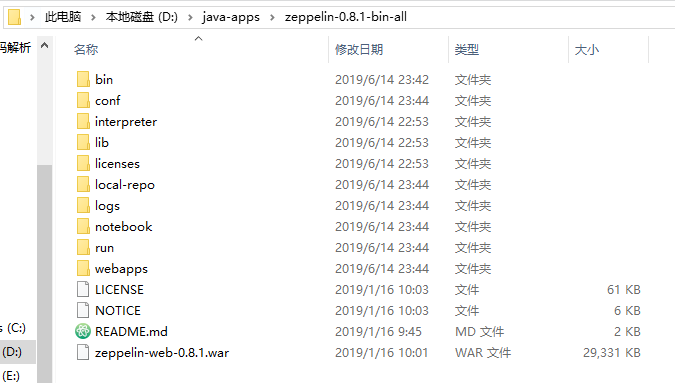 此电脑 > 本地磁盘 (D:) > java-apps > zeppelin-0.8.1-bin-all
码解析
名称 修改日期 类型 大小
bin 2019/6/14 23:42 文件夹
conf 2019/6/14 23:44 文件夹
interpreter 2019/6/14 22:53 文件夹
lib 2019/6/14 22:53 文件夹
licenses 2019/6/14 22:53 文件夹
local-repo 2019/6/14 23:44 文件夹
logs 2019/6/14 23:44 文件夹
notebook 2019/6/14 23:44 文件夹
run 2019/6/14 23:44 文件夹
webapps 2019/6/14 23:44 文件夹
LICENSE 2019/1/16 10:03 文件 61 KB
NOTICE 2019/1/16 10:03 文件 6 KB
README.md 2019/1/16 9:45 MD 文件 2 KB
zeppelin-web-0.8.1.war 2019/1/16 10:01 WAR 文件 29,331 KB
s (C:)
(D:)
(E:)